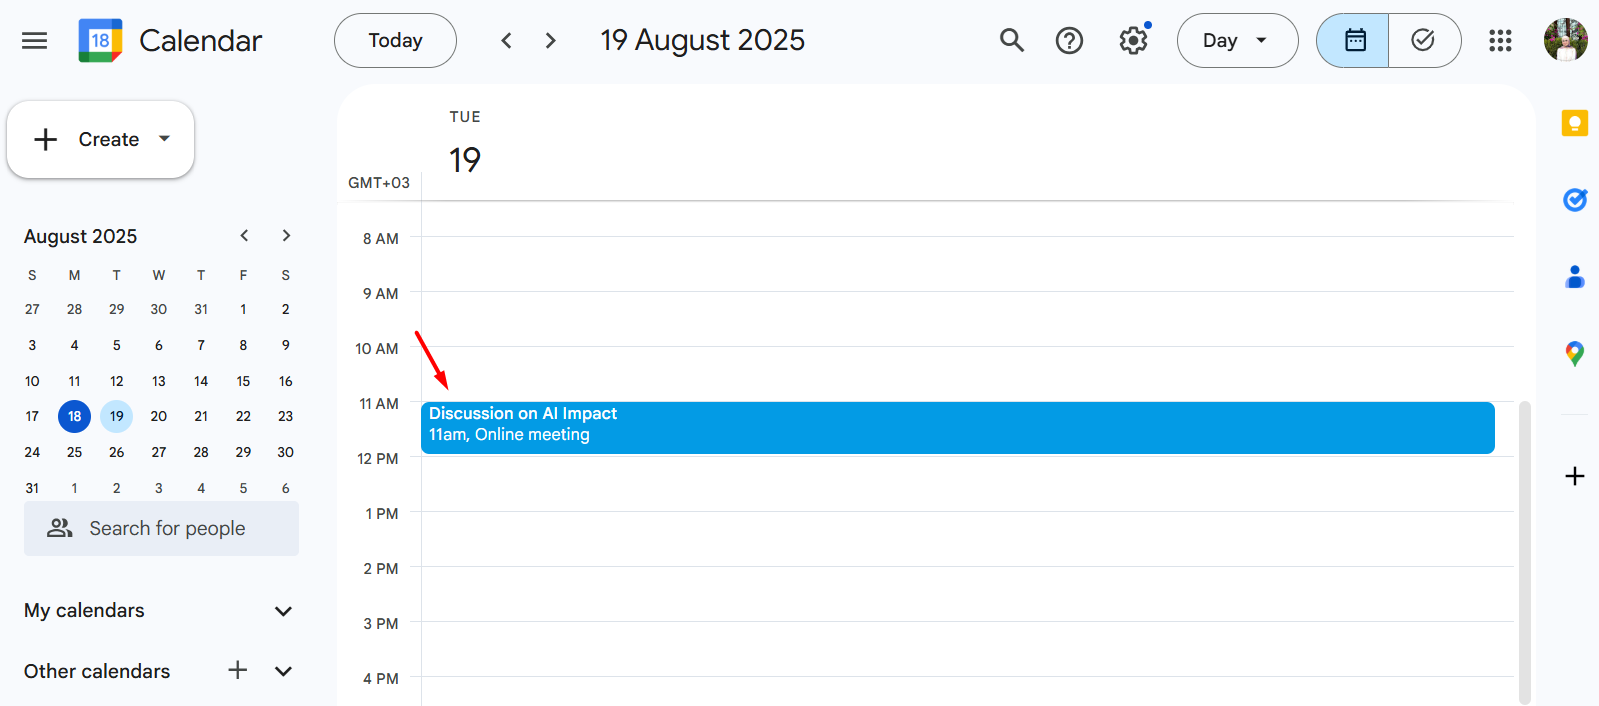 18 Calendar Today 19 August 2025 Day
Create
August 2025
S M T W T F S
27 28 29 30 31 1 2
3 4 5 6 7 8 9
10 11 12 13 14 15 16
17 18 19 20 21 22 23
24 25 26 27 28 29 30
31 1 2 3 4 5 6
Search for people
My calendars
Other calendars
TUE
19
GMT+03
8 AM
9 AM
10 AM
11 AM
Discussion on AI Impact
11am, Online meeting
12 PM
1 PM
2 PM
3 PM
4 PM